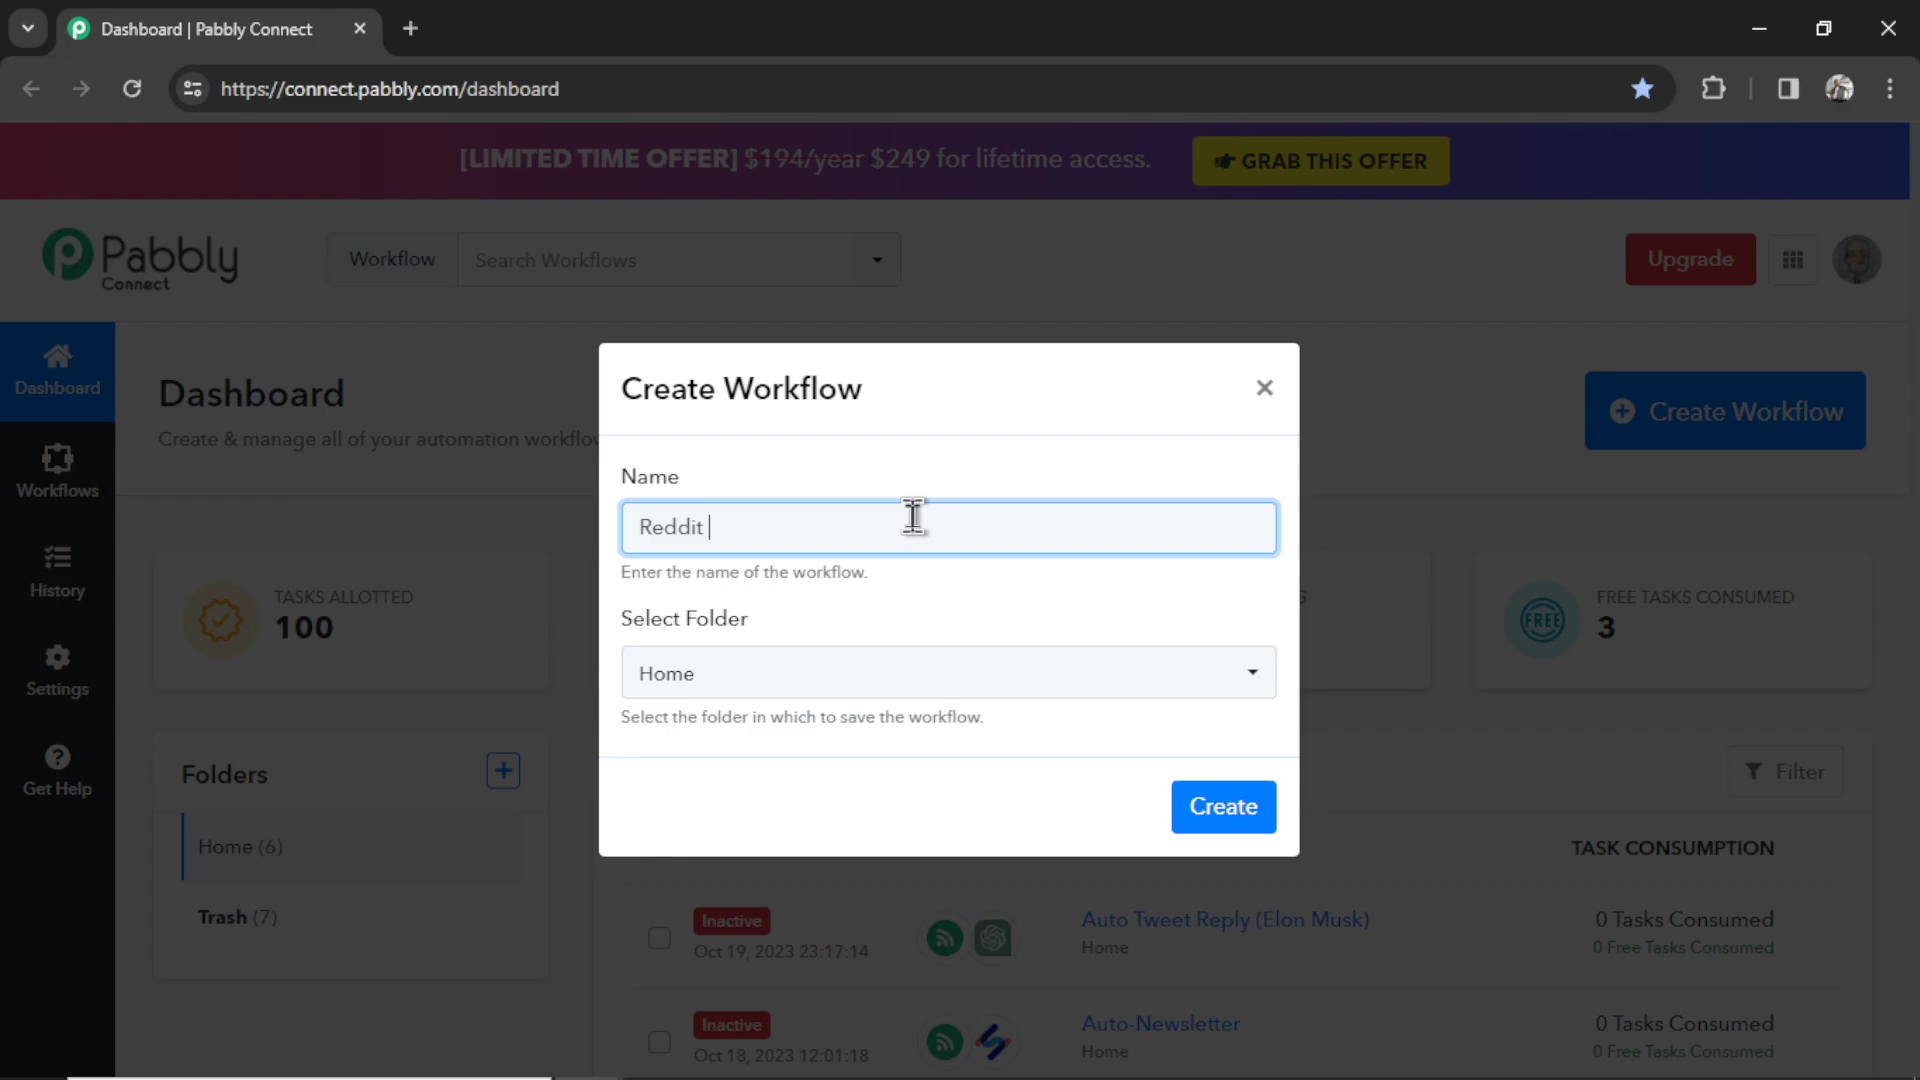 Dashboard | Pabbly Connect
https://connect.pabbly.com/dashboard
[LIMITED TIME OFFER] $194/year $249 for lifetime access.
GRAB THIS OFFER
Pabbly
Connect
Workflow
Search Workflows
Upgrade
Dashboard
Workflows
History
Settings
Get Help
Dashboard
Create & manage all of your automation workflo
Create Workflow
TASKS ALLOTTED
100
FREE TASKS CONSUMED
3
FREE
Folders
Home (6)
Trash (7)
Create Workflow
Name
Reddit
Enter the name of the workflow.
Select Folder
Home
Select the folder in which to save the workflow.
Create
Filter
TASK CONSUMPTION
Inactive
Oct 19, 2023 23:17:14
Auto Tweet Reply (Elon Musk)
Home
0 Tasks Consumed
0 Free Tasks Consumed
Inactive
Oct 18, 2023 12:01:18
Auto-Newsletter
Home
0 Tasks Consumed
0 Free Tasks Consumed